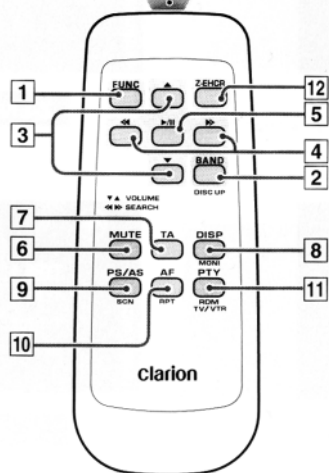 FUNC ▲ Z-EHCR
1 12
5
3 ◀◀ ▶/II ▶▶
4
▼ BAND
2
DISC UP
▼▲ VOLUME
◀◀ ▶▶ SEARCH
7
MUTE TA DISP
6 8
MONI
PS/AS AF PTY
9 11
SCN RPT RDM
TV/VTR
10
clarion